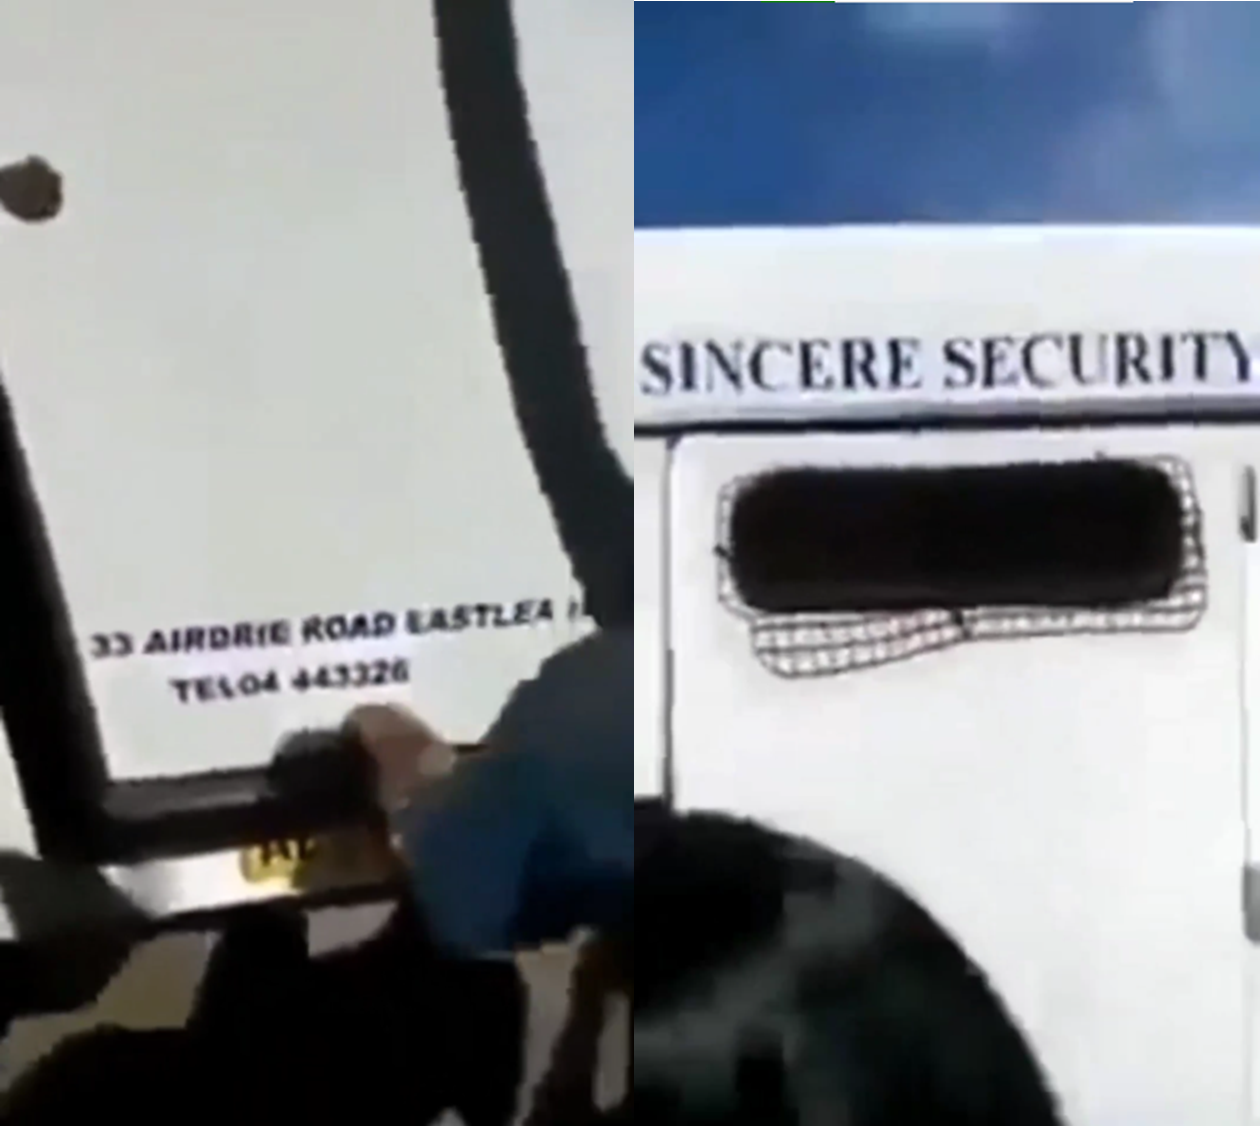 33 AIRDRIE ROAD EASTLEA
TEL04 443326
SINCERE SECURITY